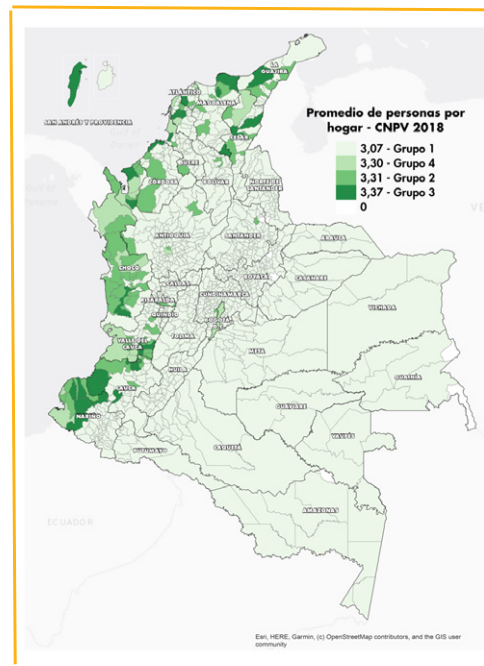 Promedio de personas por
hogar - CNPV 2018
3,07 - Grupo 1
3,30 - Grupo 4
3,31 - Grupo 2
3,37 - Grupo 3
0
LA
GUAJIRA
ATLÁNTICO
MAGDALENA
CESAR
SAN ANDRÉS Y PROVIDENCIA
SUCRE
CÓRDOBA
BOLÍVAR
NORTE DE
SANTANDER
ANTIOQUIA
SANTANDER
ARAUCA
CHOCÓ
BOYACÁ
CASANARE
CALDAS
RISARALDA
CUNDINAMARCA
VICHADA
QUINDÍO
BOGOTÁ
VALLE DEL
CAUCA
TOLIMA
META
GUAINÍA
HUILA
CAUCA
GUAVIARE
NARIÑO
VAUPÉS
CAQUETÁ
PUTUMAYO
AMAZONAS
ECUADOR
Esri, HERE, Garmin, (c) OpenStreetMap contributors, and the GIS user
community